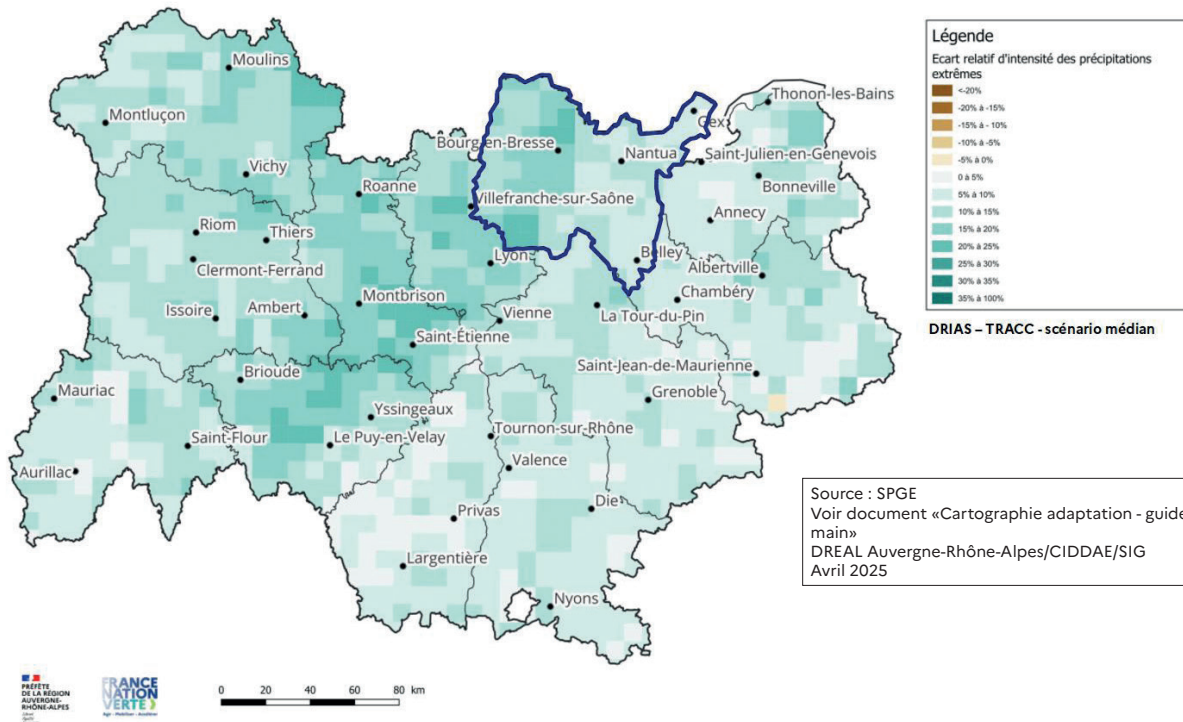 Moulins
Montluçon
Vichy
Roanne
Riom
Thiers
Clermont-Ferrand
Issoire
Ambert
Montbrison
Saint-Étienne
Brioude
Mauriac
Yssingeaux
Saint-Flour
Le Puy-en-Velay
Aurillac
Bourg-en-Bresse
Nantua
Gex
Thonon-les-Bains
Saint-Julien-en-Genevois
Bonneville
Villefranche-sur-Saône
Annecy
Lyon
Belley
Albertville
Chambéry
Vienne
La Tour-du-Pin
Saint-Jean-de-Maurienne
Grenoble
Tournon-sur-Rhône
Valence
Die
Privas
Largentière
Nyons
Légende
Ecart relatif d'intensité des précipitations
extrêmes
<-20%
-20% à -15%
-15% à - 10%
-10% à -5%
-5% à 0%
0 à 5%
5% à 10%
10% à 15%
15% à 20%
20% à 25%
25% à 30%
30% à 35%
35% à 100%
DRIAS – TRACC - scénario médian
Source : SPGE
Voir document «Cartographie adaptation - guide
main»
DREAL Auvergne-Rhône-Alpes/CIDDAE/SIG
Avril 2025
PRÉFÈTE
DE LA RÉGION
AUVERGNE-
RHÔNE-ALPES
FRANCE
NATION
VERTE
Agir • Mobiliser • Accélérer
0 20 40 60 80 km